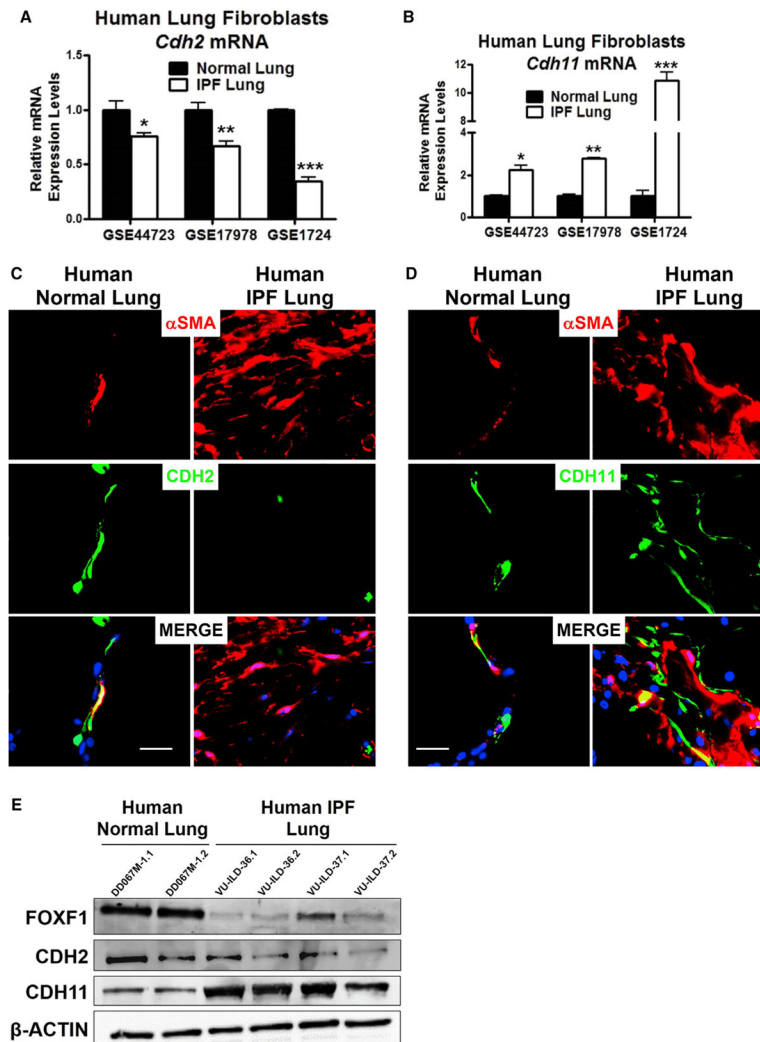 A
Human Lung Fibroblasts
Cdh2 mRNA
Relative mRNA
Expression Levels
1.5
1.0
0.5
0.0
Normal Lung
IPF Lung
*
**
***
GSE44723
GSE17978
GSE1724
B
Human Lung Fibroblasts
Cdh11 mRNA
Relative mRNA
Expression Levels
12
10
8
6
4
2
0
Normal Lung
IPF Lung
*
**
***
GSE44723
GSE17978
GSE1724
C
Human
Normal Lung
Human
IPF Lung
αSMA
CDH2
MERGE
D
Human
Normal Lung
Human
IPF Lung
αSMA
CDH11
MERGE
E
Human
Normal Lung
Human IPF
Lung
DD067M-1.1
DD067M-1.2
VU-ILD-36.1
VU-ILD-36.2
VU-ILD-37.1
VU-ILD-37.2
FOXF1
CDH2
CDH11
β-ACTIN